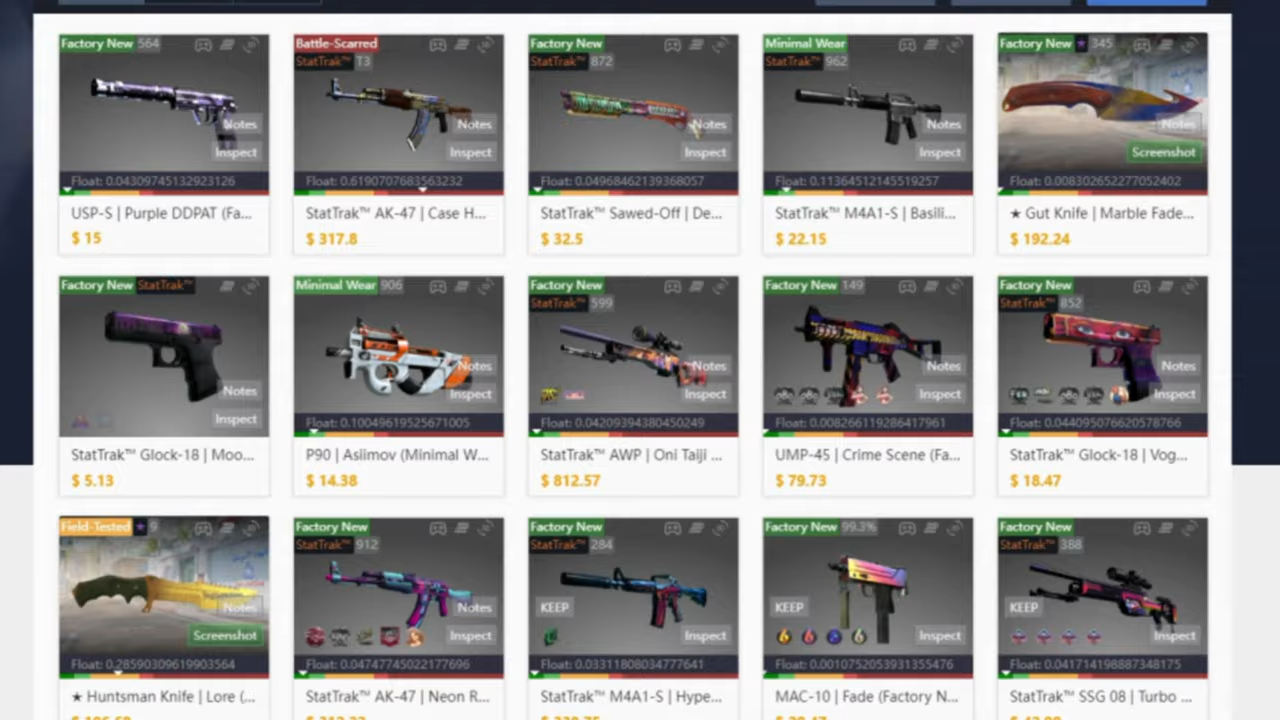 Factory New 564
Notes
Inspect
Float: 0.04309745132923126
USP-S | Purple DDPAT (Fa...
$ 15
Battle-Scarred
StatTrak™ T3
Notes
Inspect
Float: 0.6190707683563232
StatTrak™ AK-47 | Case H...
$ 317.8
Factory New
StatTrak™ 872
Notes
Inspect
Float: 0.04968462139368057
StatTrak™ Sawed-Off | De...
$ 32.5
Minimal Wear
StatTrak™ 962
Notes
Inspect
Float: 0.11364512145519257
StatTrak™ M4A1-S | Basili...
$ 22.15
Factory New ★ 345
Notes
Screenshot
Float: 0.008302652277052402
★ Gut Knife | Marble Fade...
$ 192.24
Factory New StatTrak™
Notes
Inspect
StatTrak™ Glock-18 | Moo...
$ 5.13
Minimal Wear 906
Notes
Inspect
Float: 0.10049619525671005
P90 | Asiimov (Minimal W...
$ 14.38
Factory New
StatTrak™ 599
Notes
Inspect
Float: 0.04209394380450249
StatTrak™ AWP | Oni Taiji ...
$ 812.57
Factory New 149
Notes
Inspect
Float: 0.008266119286417961
UMP-45 | Crime Scene (Fa...
$ 79.73
Factory New
StatTrak™ 852
Notes
Inspect
Float: 0.044095076620578766
StatTrak™ Glock-18 | Vog...
$ 18.47
Field-Tested ★ 9
Notes
Screenshot
Float: 0.28590309619903564
★ Huntsman Knife | Lore (...
Factory New
StatTrak™ 912
Notes
Inspect
Float: 0.04747745022177696
StatTrak™ AK-47 | Neon R...
Factory New
StatTrak™ 284
KEEP
Inspect
Float: 0.03311808034777641
StatTrak™ M4A1-S | Hype...
Factory New 99.3%
KEEP
Inspect
Float: 0.0010752053931355476
MAC-10 | Fade (Factory N...
Factory New
StatTrak™ 388
KEEP
Inspect
Float: 0.041714198887348175
StatTrak™ SSG 08 | Turbo ...